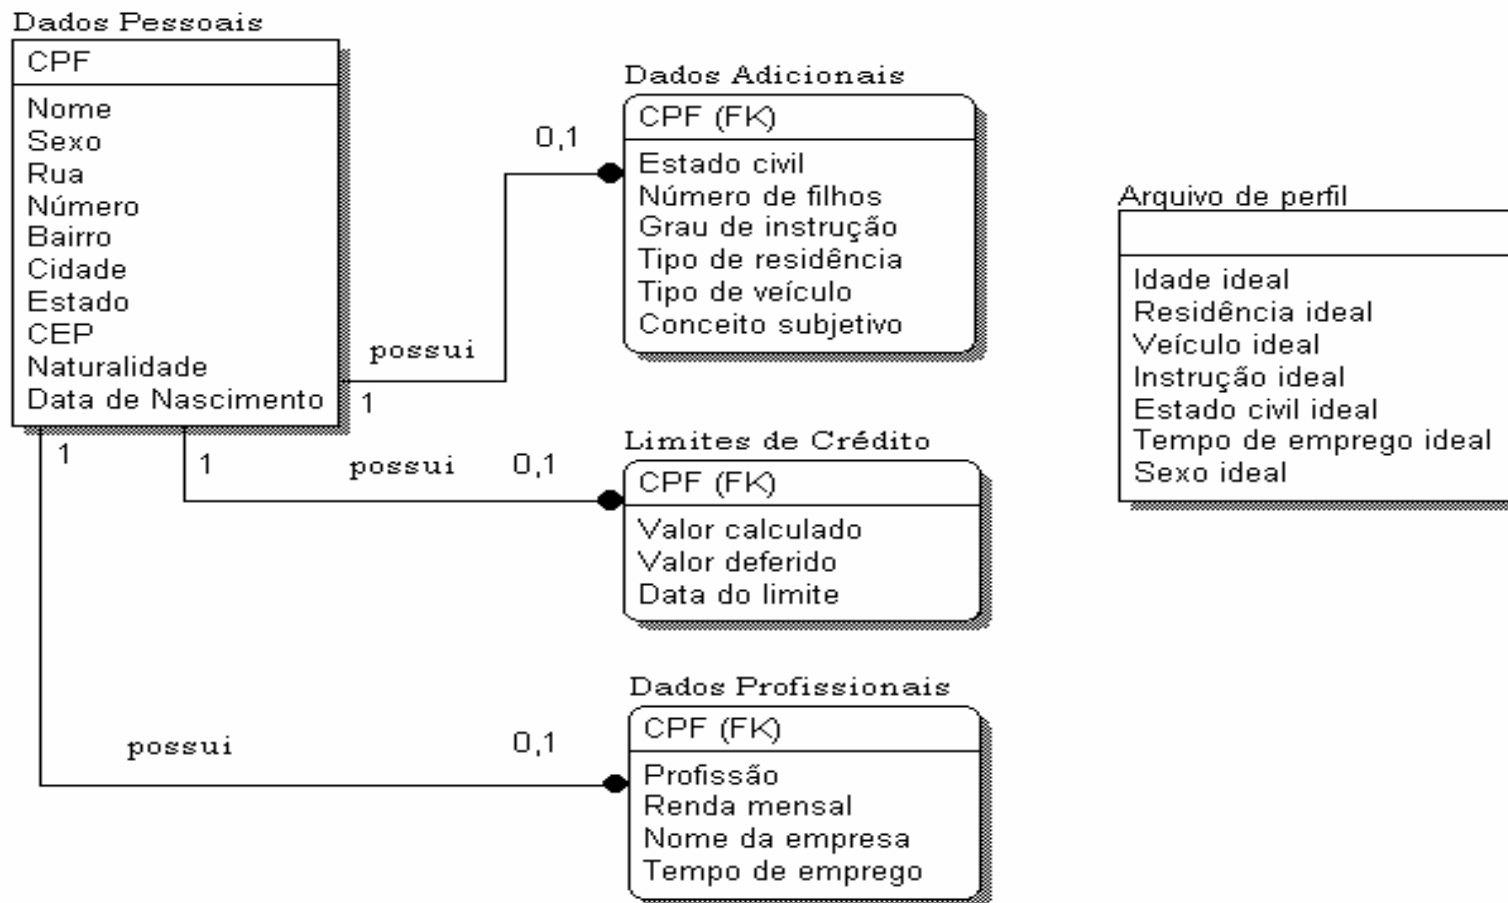 Dados Pessoais
CPF
Nome
Sexo
Rua
Número
Bairro
Cidade
Estado
CEP
Naturalidade
Data de Nascimento
1
1
1
possui
0,1
possui
0,1
possui
0,1
Dados Adicionais
CPF (FK)
Estado civil
Número de filhos
Grau de instrução
Tipo de residência
Tipo de veículo
Conceito subjetivo
Limites de Crédito
CPF (FK)
Valor calculado
Valor deferido
Data do limite
Dados Profissionais
CPF (FK)
Profissão
Renda mensal
Nome da empresa
Tempo de emprego
Arquivo de perfil
Idade ideal
Residência ideal
Veículo ideal
Instrução ideal
Estado civil ideal
Tempo de emprego ideal
Sexo ideal